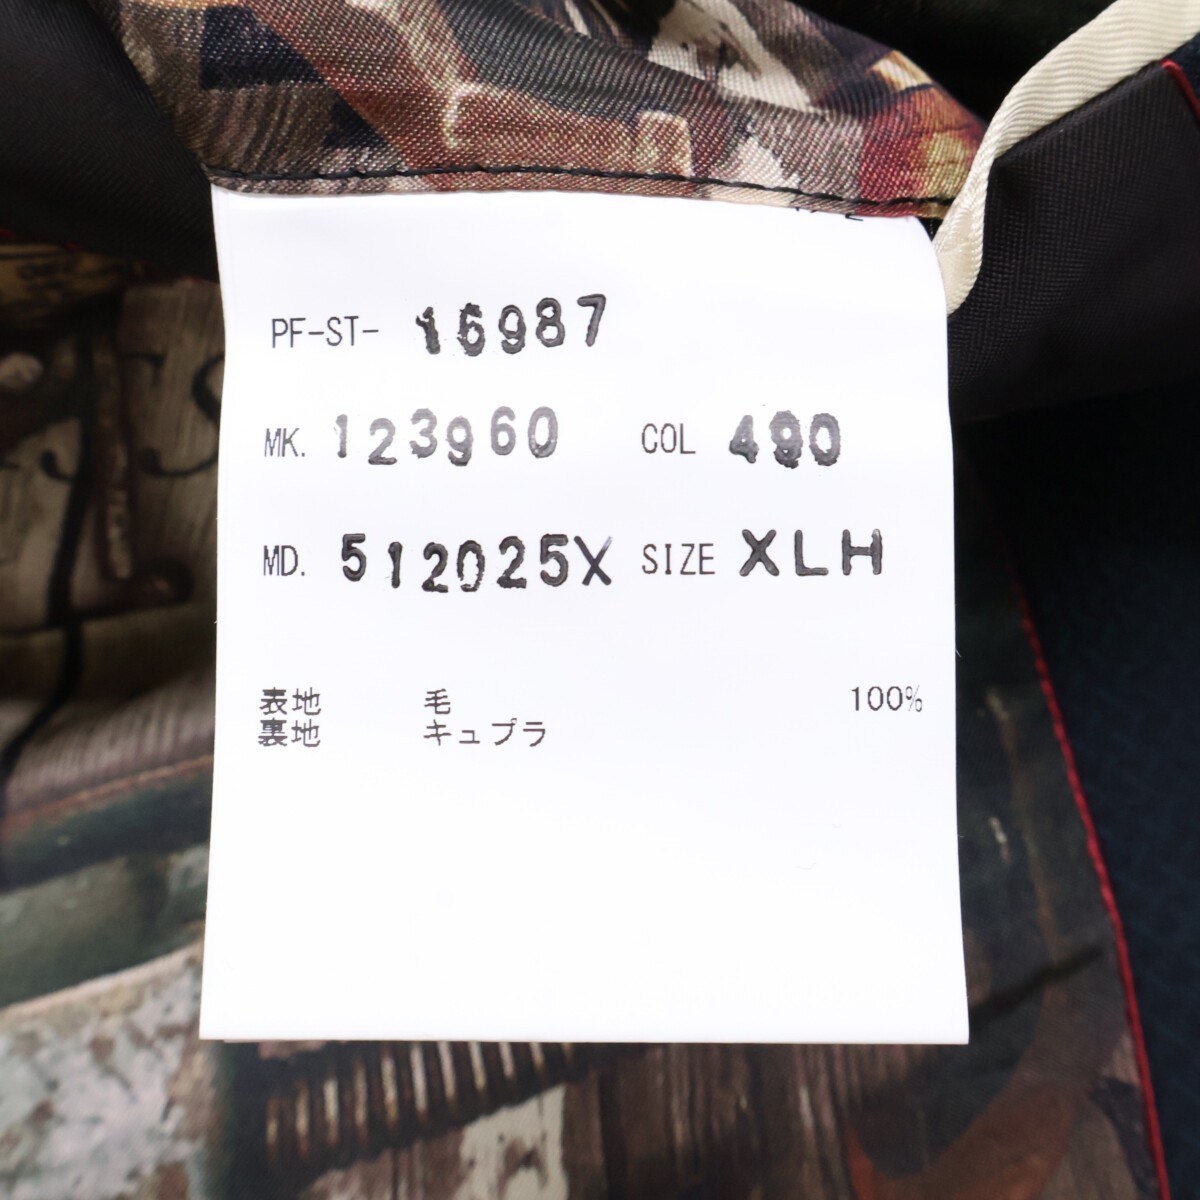 PF-ST- 16987
MK. 123960 COL 490
MD. 512025X SIZE XLH
表地 毛 100%
裏地 キュプラ